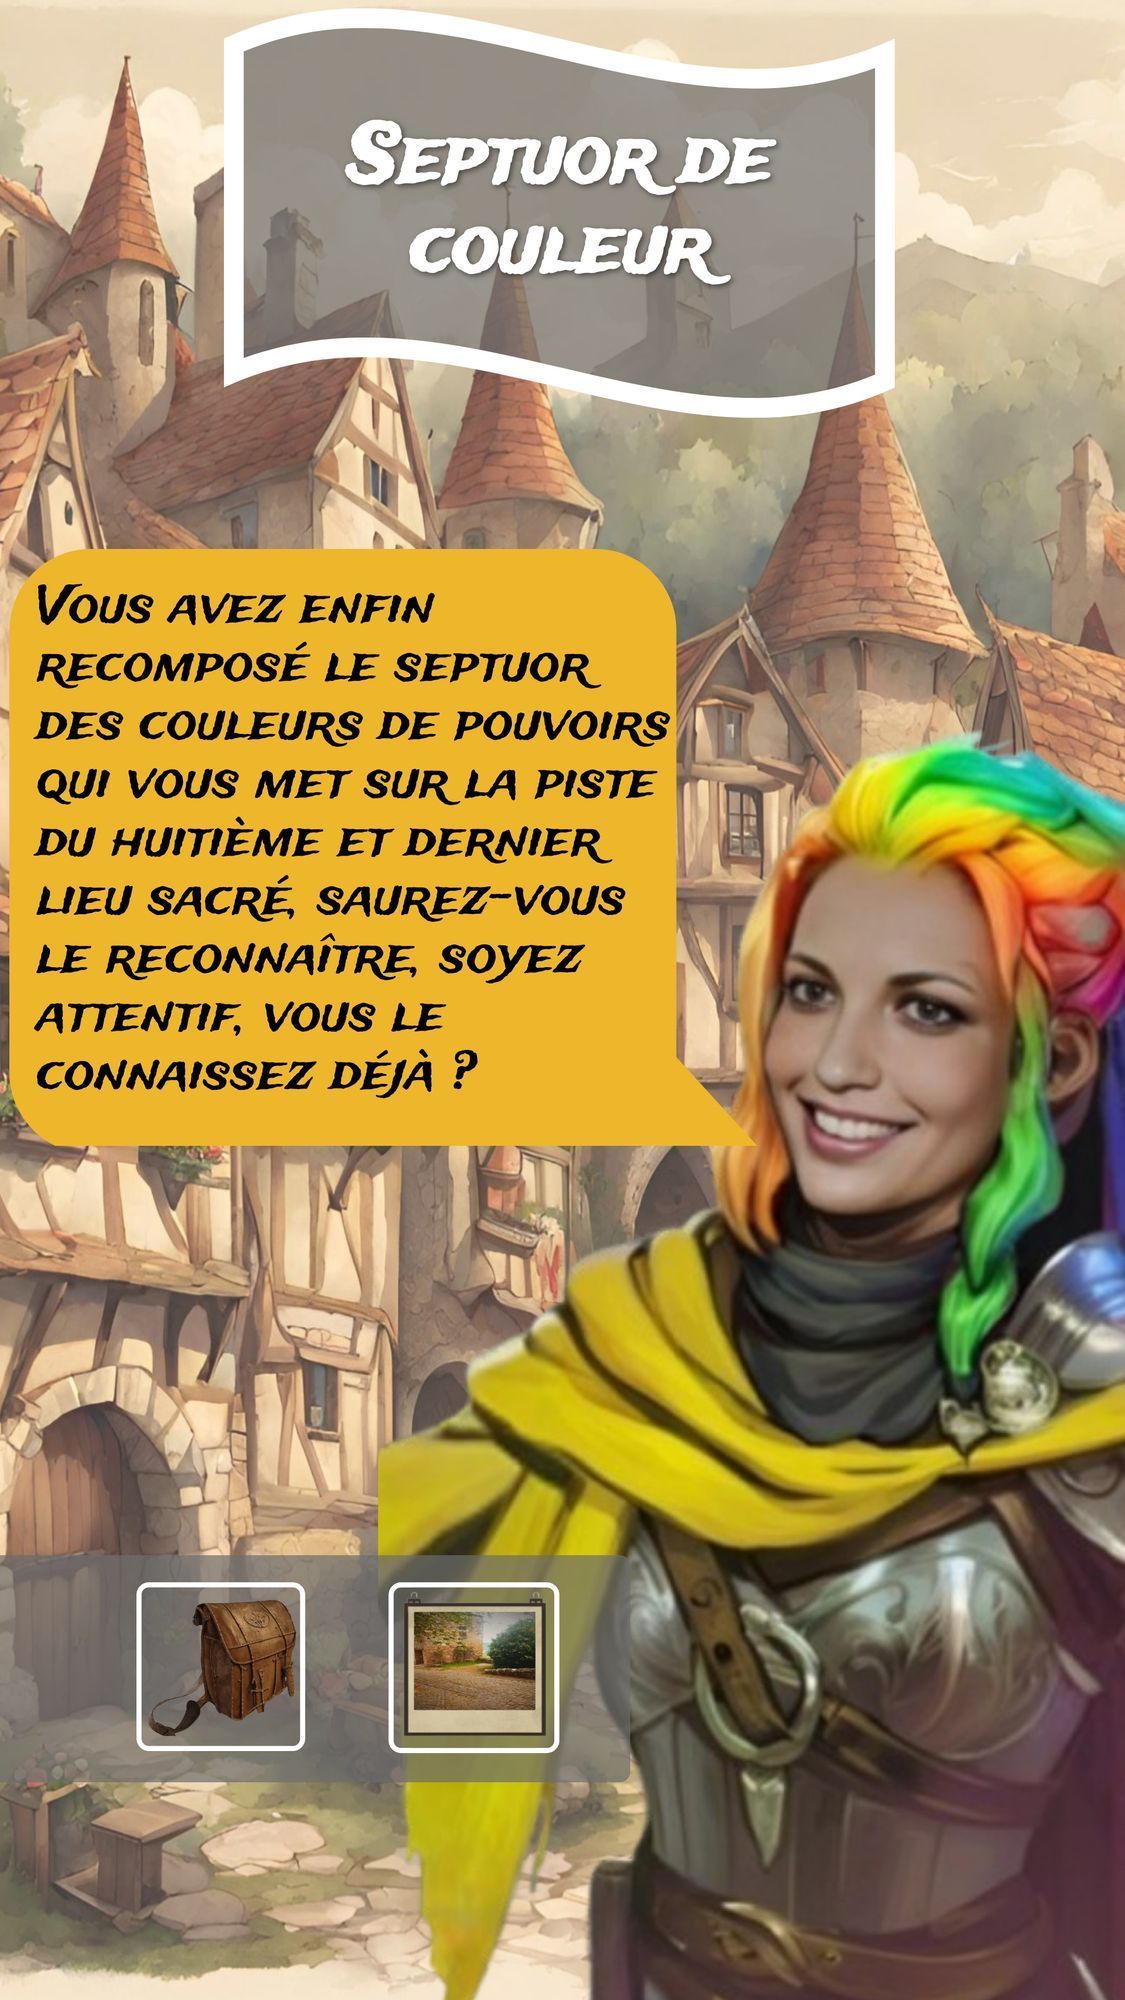 Septuor de
couleur
Vous avez enfin
recomposé le septuor
des couleurs de pouvoirs
qui vous met sur la piste
du huitième et dernier
lieu sacré, saurez-vous
le reconnaître, soyez
attentif, vous le
connaissez déjà ?